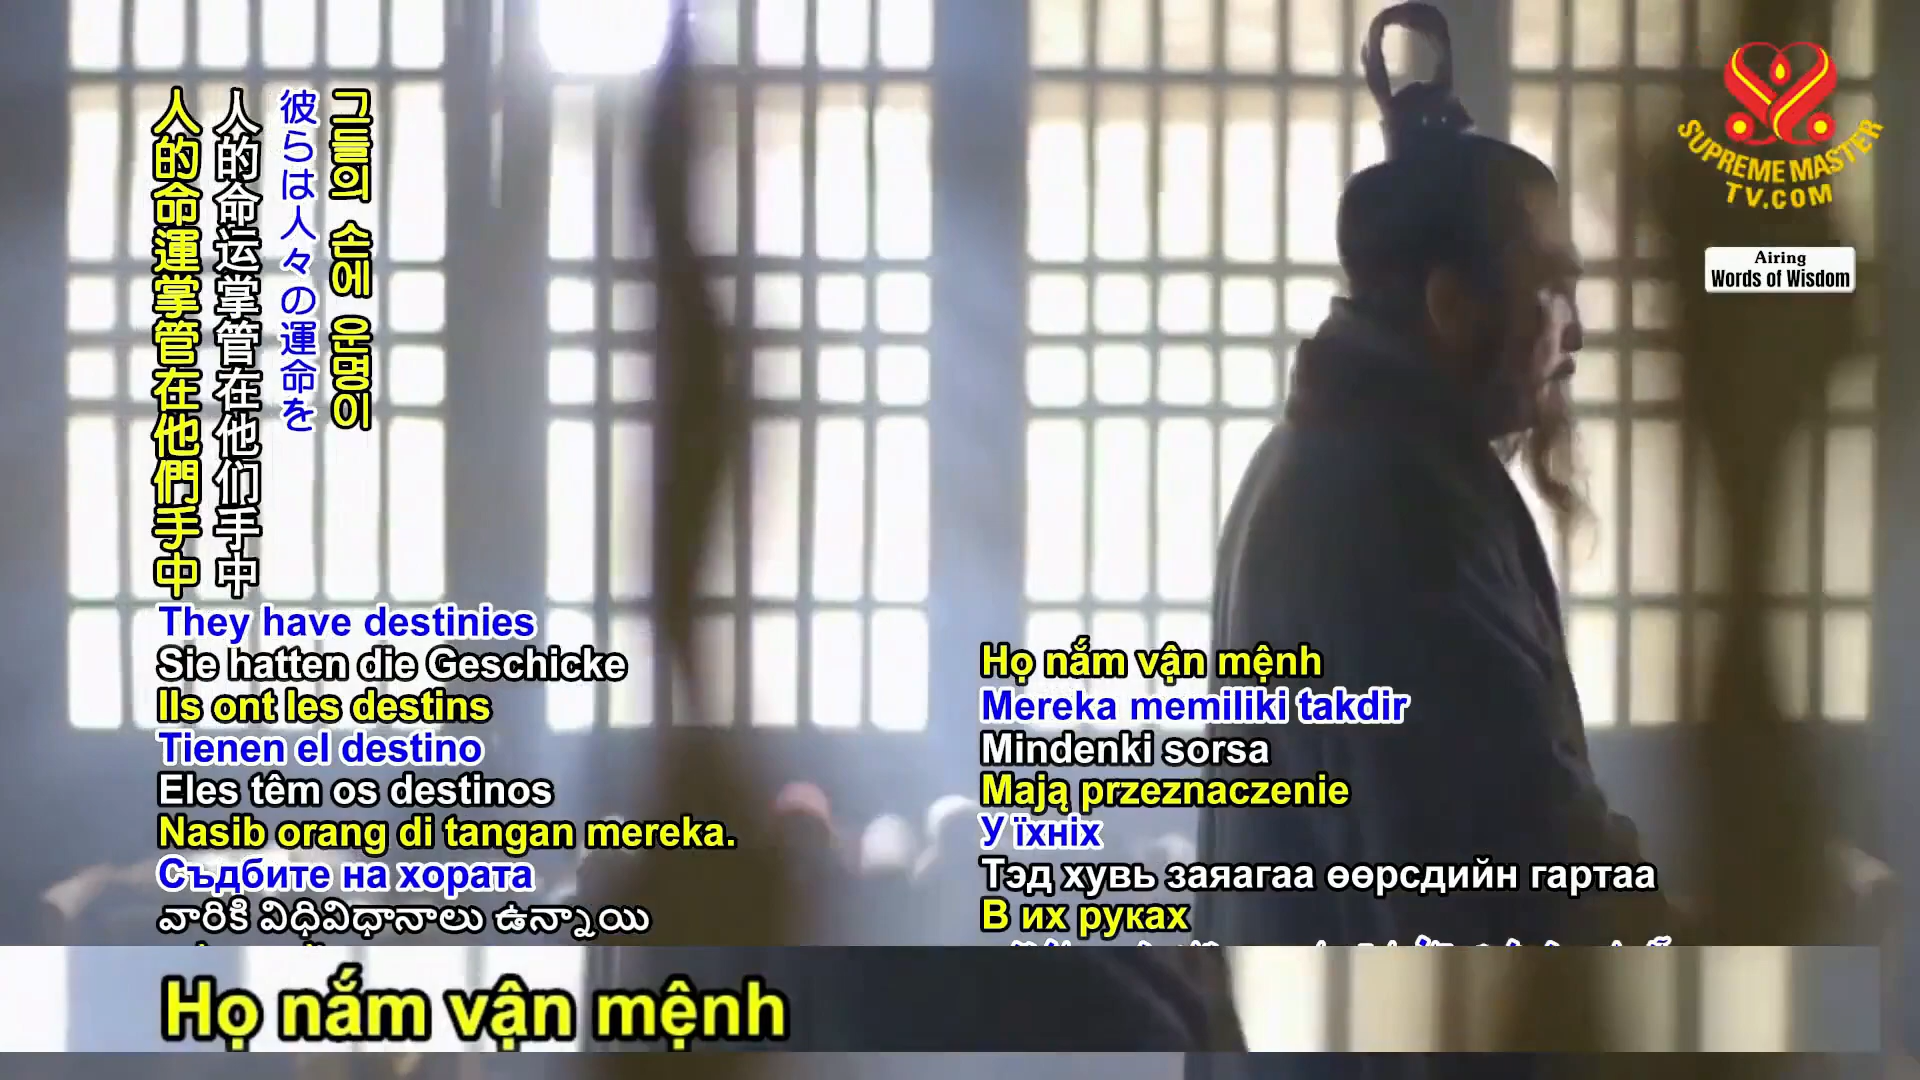 人的命運掌管在他們手中
人的命运掌管在他们手中
彼らは人々の運命を
그들의 손에 운명이
They have destinies
Sie hatten die Geschicke
Ils ont les destins
Tienen el destino
Eles têm os destinos
Nasib orang di tangan mereka.
Съдбите на хората
వారికి విధివిధానాలు ఉన్నాయి
Họ nắm vận mệnh
Mereka memiliki takdir
Mindenki sorsa
Mają przeznaczenie
У їхніх
Тэд хувь заяагаа өөрсдийн гартаа
В их руках
Họ nắm vận mệnh
SUPREME MASTER
TV.COM
Airing
Words of Wisdom